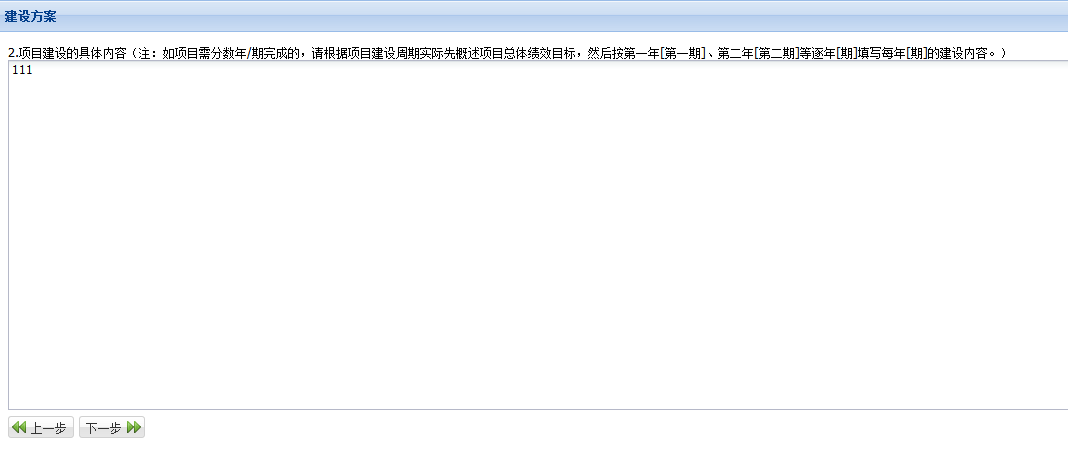 建设方案
2.项目建设的具体内容（注：如项目需分数年/期完成的，请根据项目建设周期实际先概述项目总体绩效目标，然后按第一年[第一期]、第二年[第二期]等逐年[期]填写每年[期]的建设内容。）
111
上一步 下一步